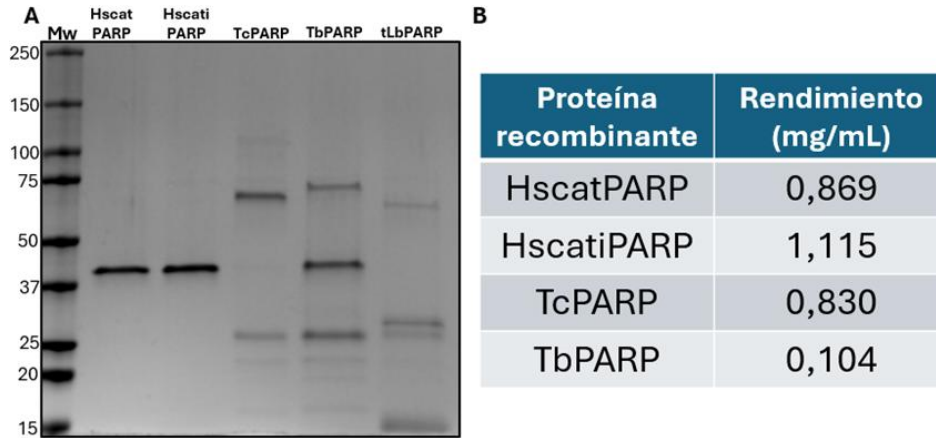 A
B
Hscat Hscati
Mw PARP PARP TcPARP TbPARP tLbPARP
250
150
100
75
50
37
25
20
15
Proteína recombinante Rendimiento (mg/mL)
HscatPARP 0,869
HscatiPARP 1,115
TcPARP 0,830
TbPARP 0,104